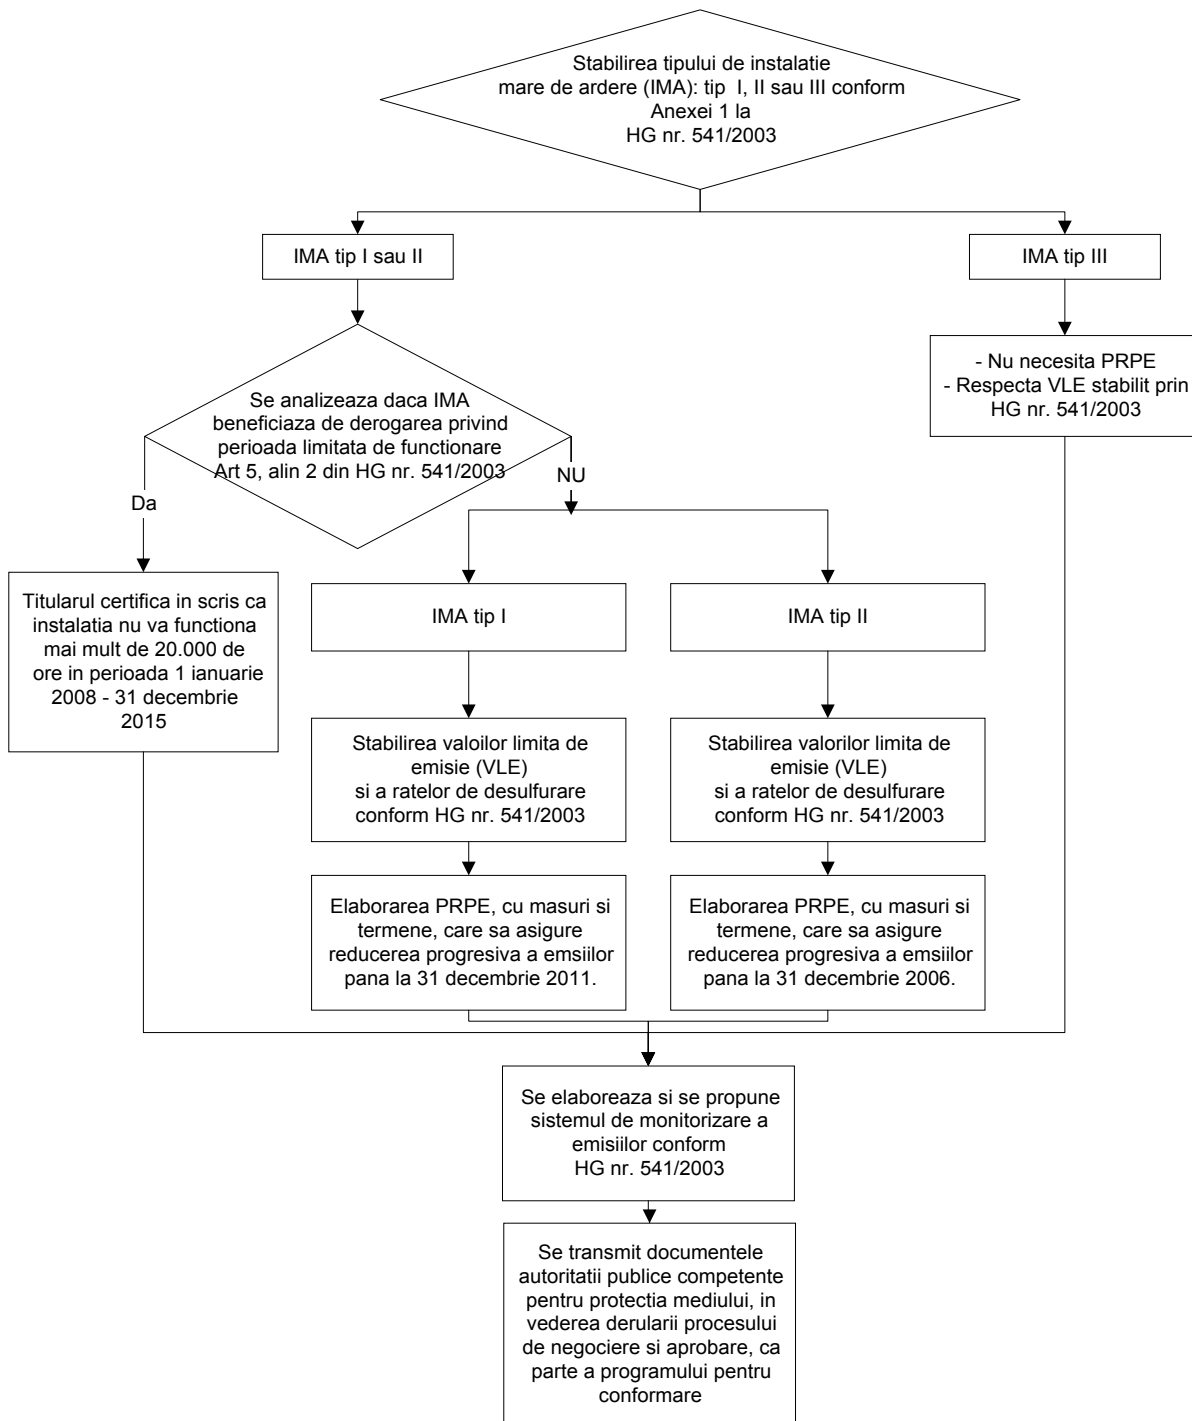 Stabilirea tipului de instalatie
mare de ardere (IMA): tip I, II sau III conform
Anexei 1 la
HG nr. 541/2003
IMA tip I sau II
IMA tip III
- Nu necesita PRPE
- Respecta VLE stabilit prin
HG nr. 541/2003
Se analizeaza daca IMA
beneficiaza de derogarea privind
perioada limitata de functionare
Art 5, alin 2 din HG nr. 541/2003
Da
NU
Titularul certifica in scris ca
instalatia nu va functiona
mai mult de 20.000 de
ore in perioada 1 ianuarie
2008 - 31 decembrie
2015
IMA tip I
IMA tip II
Stabilirea valoilor limita de
emisie (VLE)
si a ratelor de desulfurare
conform HG nr. 541/2003
Stabilirea valorilor limita de
emisie (VLE)
si a ratelor de desulfurare
conform HG nr. 541/2003
Elaborarea PRPE, cu masuri si
termene, care sa asigure
reducerea progresiva a emsiilor
pana la 31 decembrie 2011.
Elaborarea PRPE, cu masuri si
termene, care sa asigure
reducerea progresiva a emsiilor
pana la 31 decembrie 2006.
Se elaboreaza si se propune
sistemul de monitorizare a
emisiilor conform
HG nr. 541/2003
Se transmit documentele
autoritatii publice competente
pentru protectia mediului, in
vederea derularii procesului
de negociere si aprobare, ca
parte a programului pentru
conformare